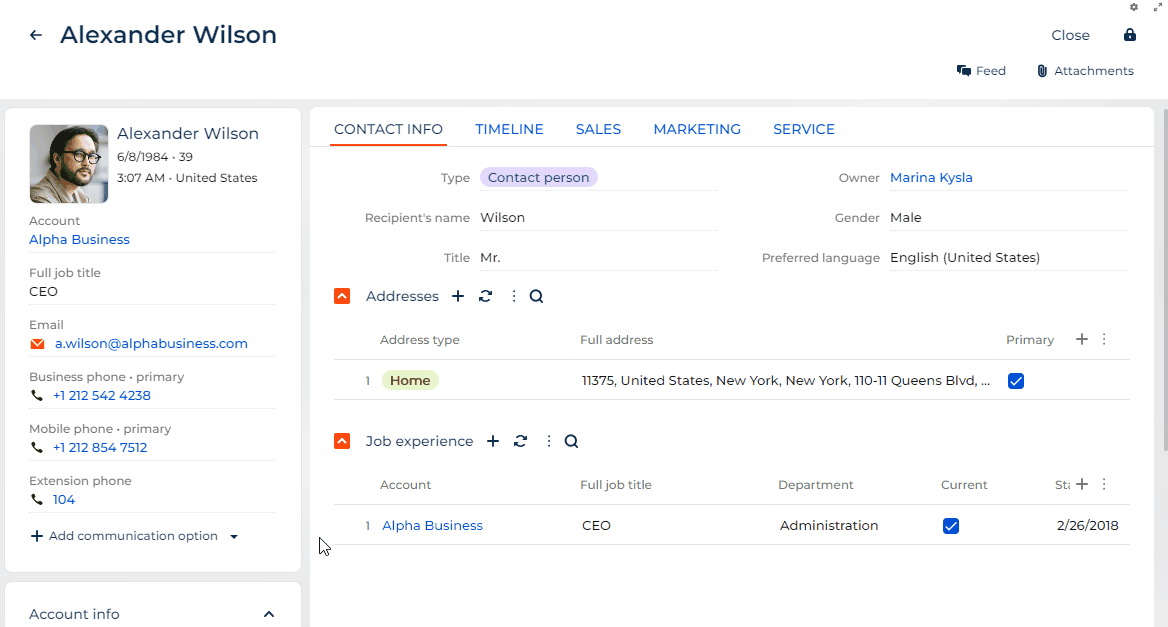 Alexander Wilson
Close
Feed
Attachments
Alexander Wilson
6/8/1984 • 39
3:07 AM • United States
Account
Alpha Business
Full job title
CEO
Email
a.wilson@alphabusiness.com
Business phone • primary
+1 212 542 4238
Mobile phone • primary
+1 212 854 7512
Extension phone
104
Add communication option
Account info
CONTACT INFO TIMELINE SALES MARKETING SERVICE
Type Contact person Owner Marina Kysla
Recipient's name Wilson Gender Male
Title Mr. Preferred language English (United States)
Addresses
Address type Full address Primary
1 Home 11375, United States, New York, New York, 110-11 Queens Blvd, ...
Job experience
Account Full job title Department Current
1 Alpha Business CEO Administration 2/26/2018